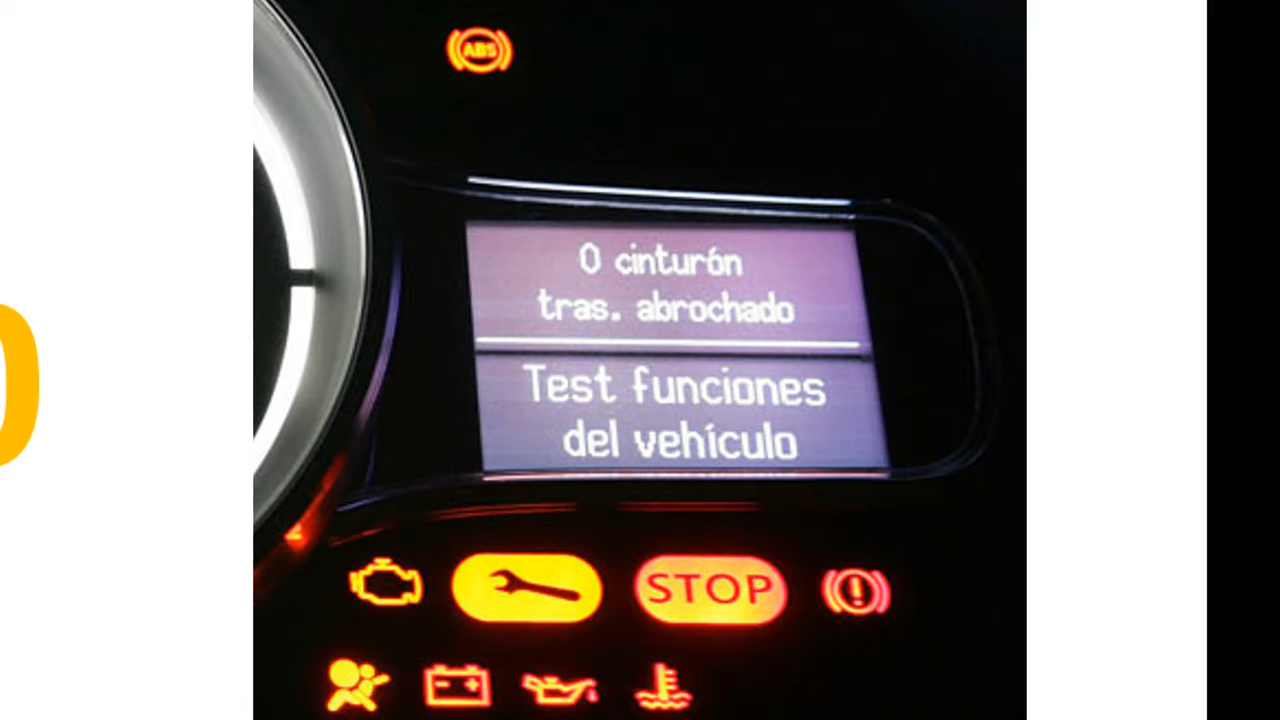 ABS
0 cinturón
tras. abrochado
Test funciones
del vehículo
STOP